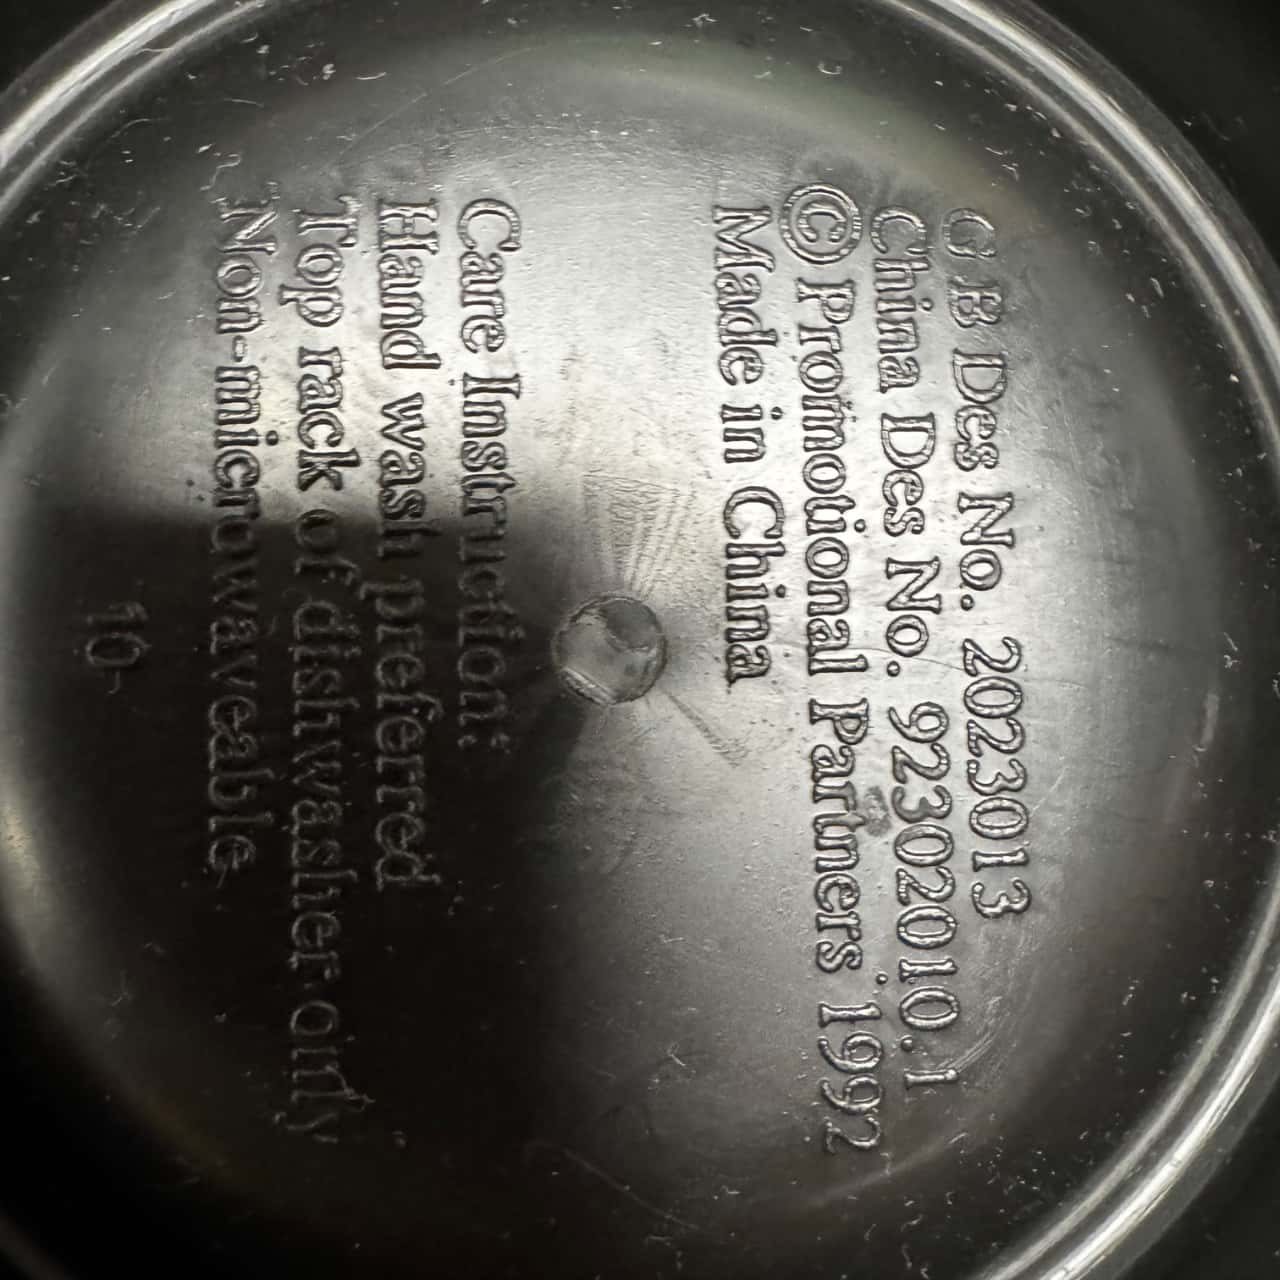 G B Des No. 2023013
China Des No. 92302010.1
© Promotional Partners 1992
Made in China
Care Instruction:
Hand wash preferred
Top rack of dishwasher only
Non-microwaveable
10-